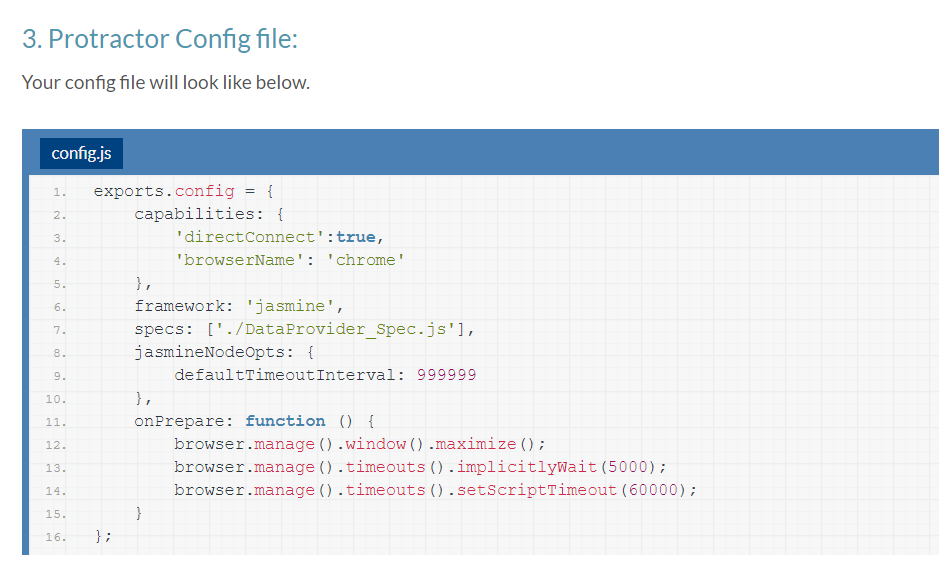 3. Protractor Config file:
Your config file will look like below.
config.js
1. exports.config = {
2.     capabilities: {
3.         'directConnect':true,
4.         'browserName': 'chrome'
5.     },
6.     framework: 'jasmine',
7.     specs: ['./DataProvider_Spec.js'],
8.     jasmineNodeOpts: {
9.         defaultTimeoutInterval: 999999
10.     },
11.     onPrepare: function () {
12.         browser.manage().window().maximize();
13.         browser.manage().timeouts().implicitlyWait(5000);
14.         browser.manage().timeouts().setScriptTimeout(60000);
15.     }
16. };